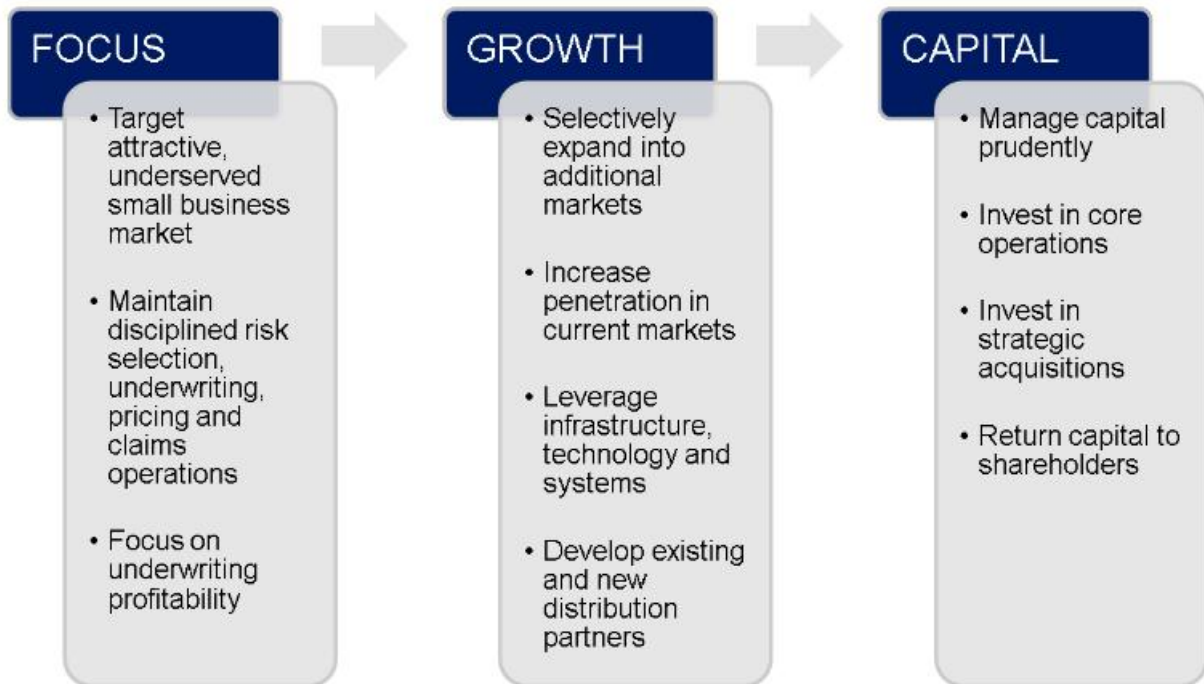 FOCUS
• Target
attractive,
underserved
small business
market
• Maintain
disciplined risk
selection,
underwriting,
pricing and
claims
operations
• Focus on
underwriting
profitability
GROWTH
• Selectively
expand into
additional
markets
• Increase
penetration in
current markets
• Leverage
infrastructure,
technology and
systems
• Develop existing
and new
distribution
partners
CAPITAL
• Manage capital
prudently
• Invest in core
operations
• Invest in
strategic
acquisitions
• Return capital to
shareholders